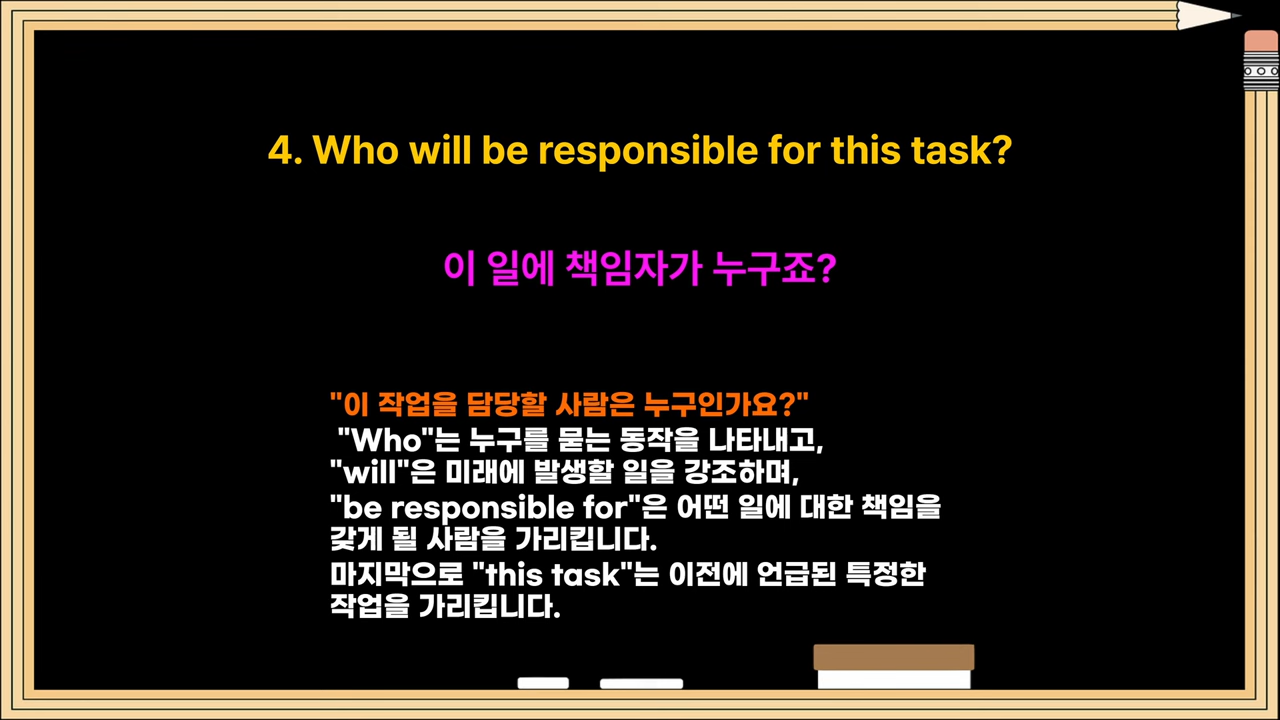 4. Who will be responsible for this task?
이 일에 책임자가 누구죠?
"이 작업을 담당할 사람은 누구인가요?"
"Who"는 누구를 묻는 동작을 나타내고,
"will"은 미래에 발생할 일을 강조하며,
"be responsible for"은 어떤 일에 대한 책임을
갖게 될 사람을 가리킵니다.
마지막으로 "this task"는 이전에 언급된 특정한
작업을 가리킵니다.